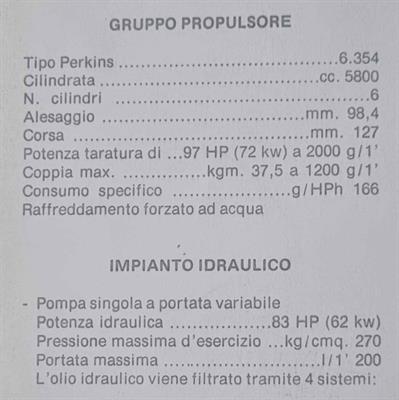 GRUPPO PROPULSORE
Tipo Perkins ............................ 6.354
Cilindrata ........................ cc. 5800
N. cilindri ................................ 6
Alesaggio ....................... mm. 98,4
Corsa .............................. mm. 127
Potenza taratura di ...97 HP (72 kw) a 2000 g/1'
Coppia max. ............ kgm. 37,5 a 1200 g/1'
Consumo specifico ............... g/HPh 166
Raffreddamento forzato ad acqua
IMPIANTO IDRAULICO
- Pompa singola a portata variabile
Potenza idraulica ............... 83 HP (62 kw)
Pressione massima d'esercizio ... kg/cmq. 270
Portata massima ................... l/1' 200
L'olio idraulico viene filtrato tramite 4 sistemi: